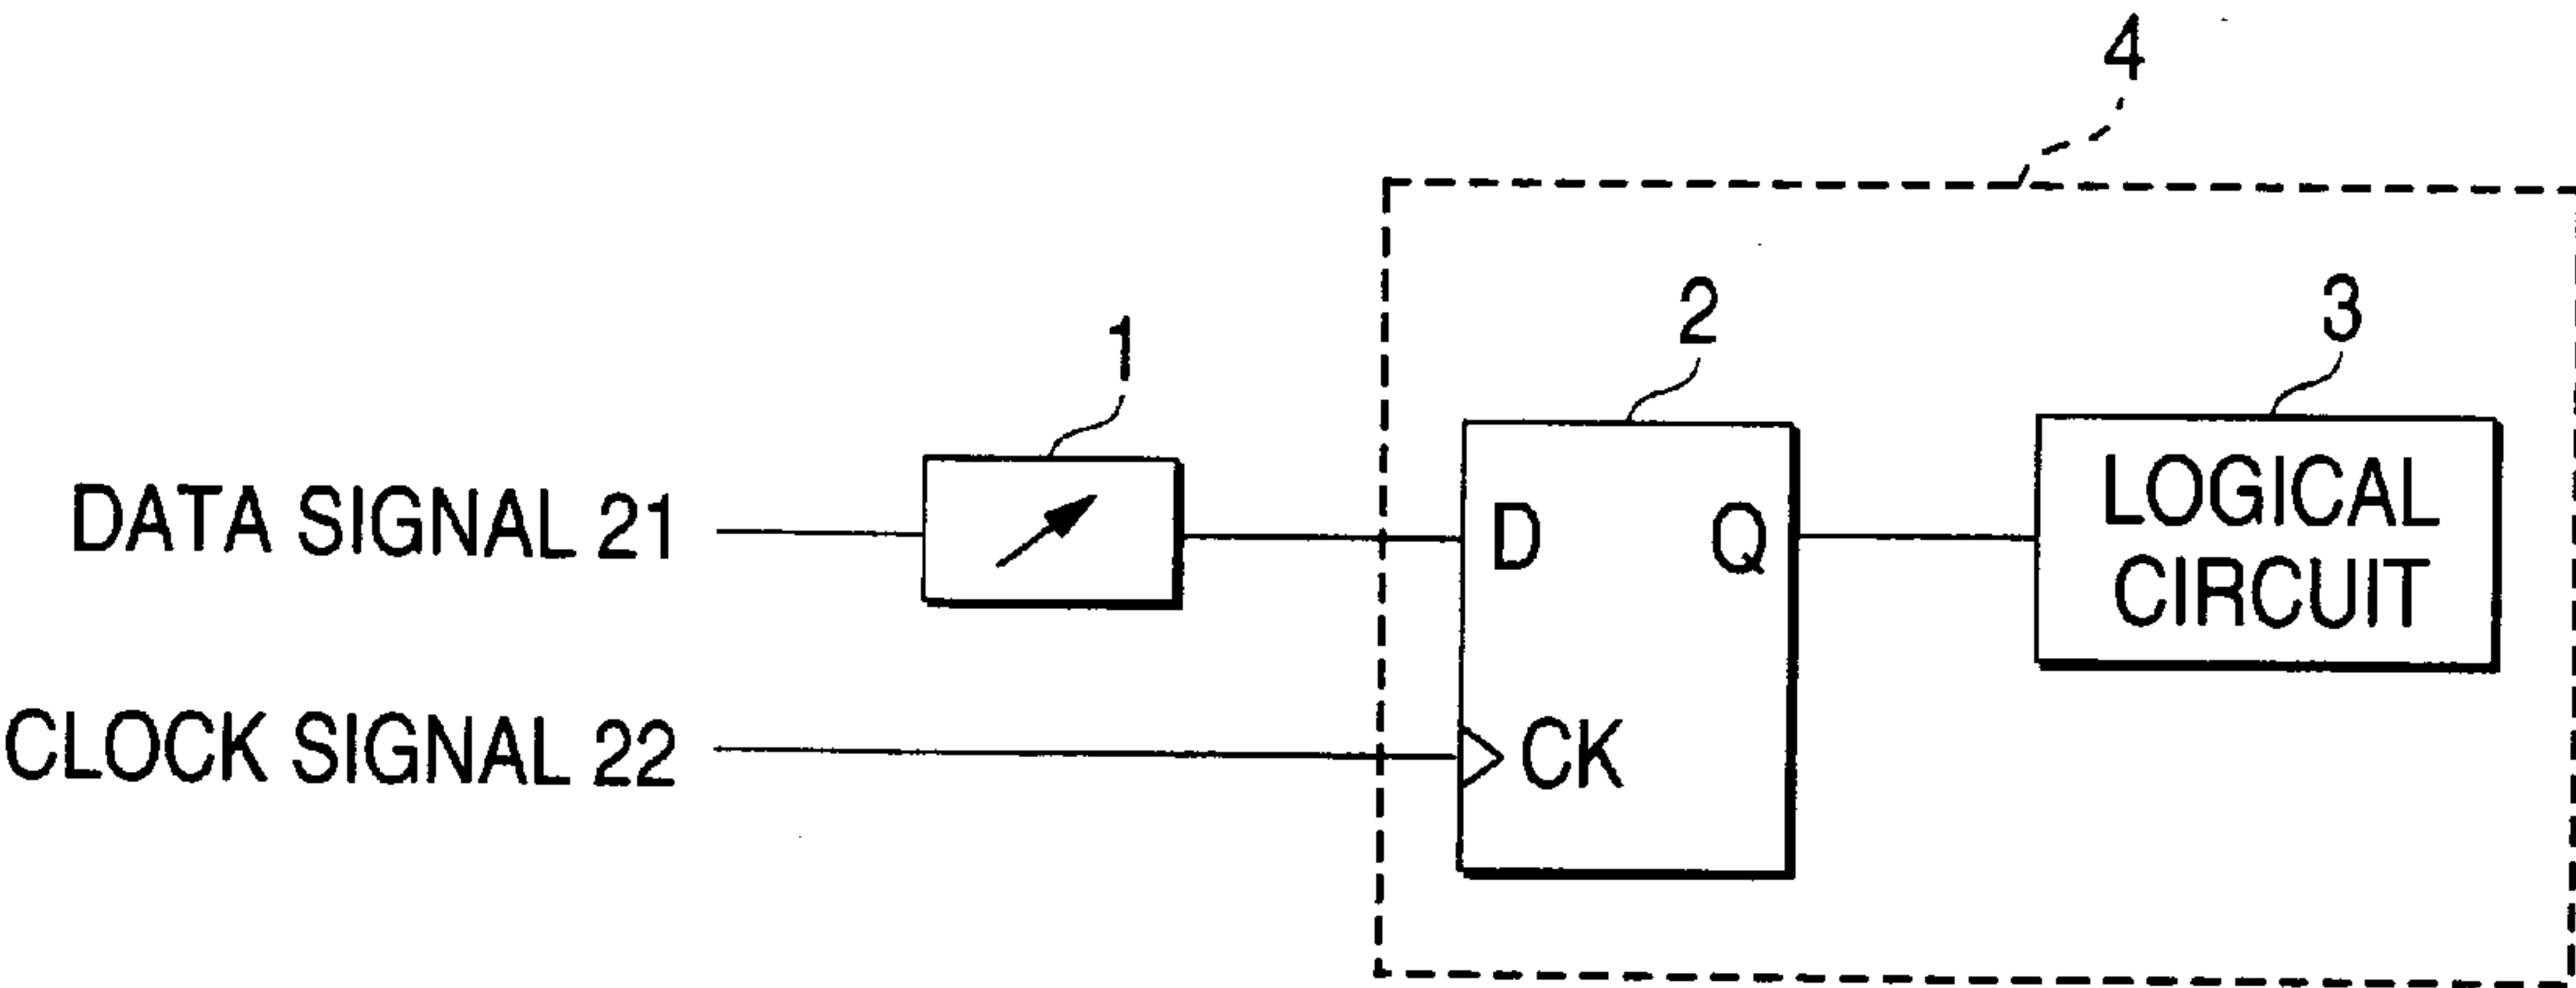 4
1
2
3
DATA SIGNAL 21
D
Q
LOGICAL
CIRCUIT
CLOCK SIGNAL 22
CK